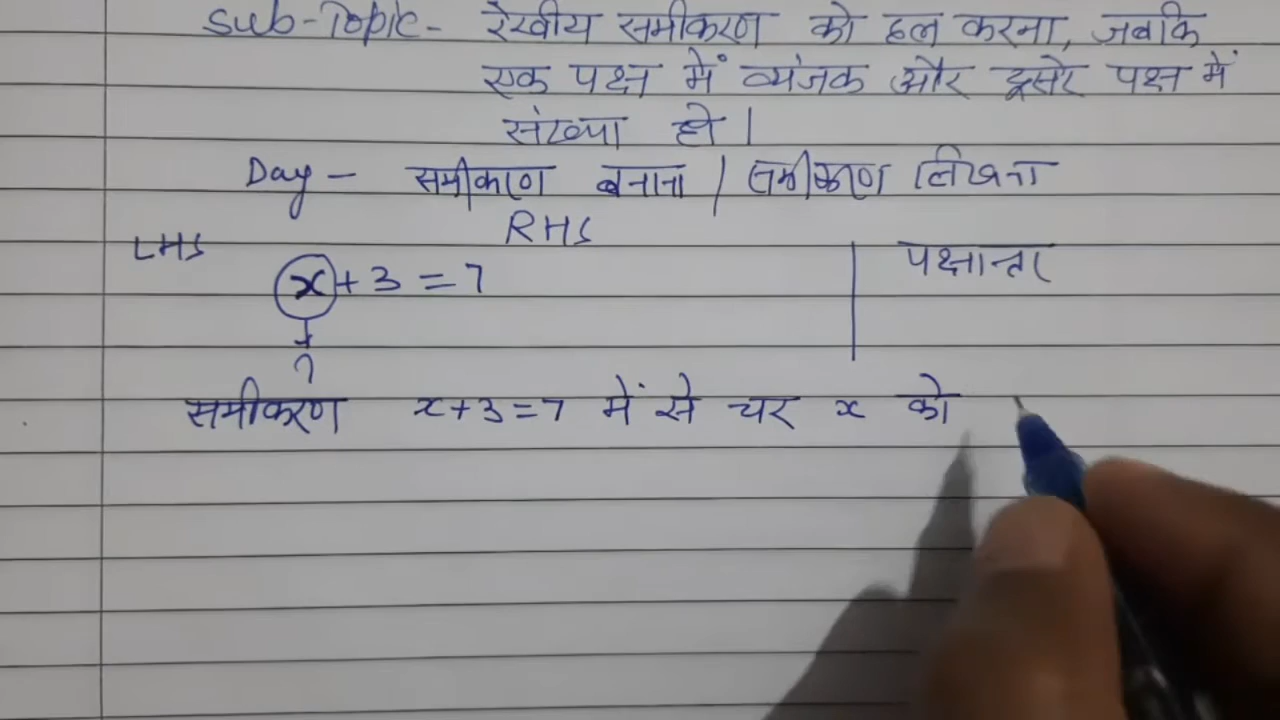 Sub-Topic- रेखीय समीकरण को हल करना, जबकि
एक पक्ष में व्यंजक और दूसरे पक्ष में
संख्या हो।
Day- समीकरण बनाना / समीकरण लिखना
LHS RHS
x + 3 = 7 पक्षान्तर
?
समीकरण x+3=7 में से चर x को